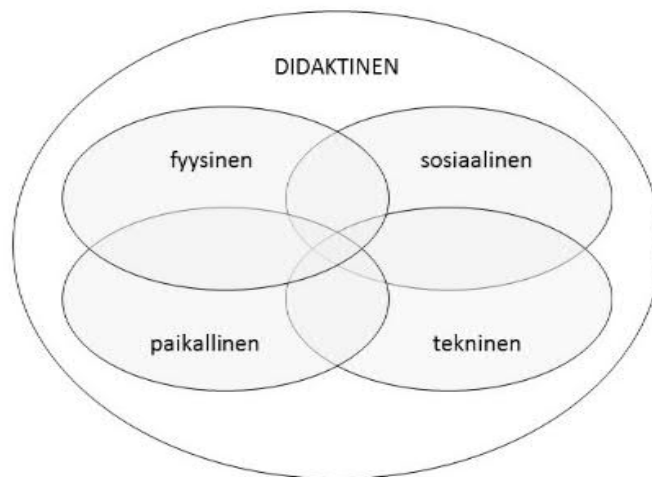 DIDAKTINEN
fyysinen
sosiaalinen
paikallinen
tekninen